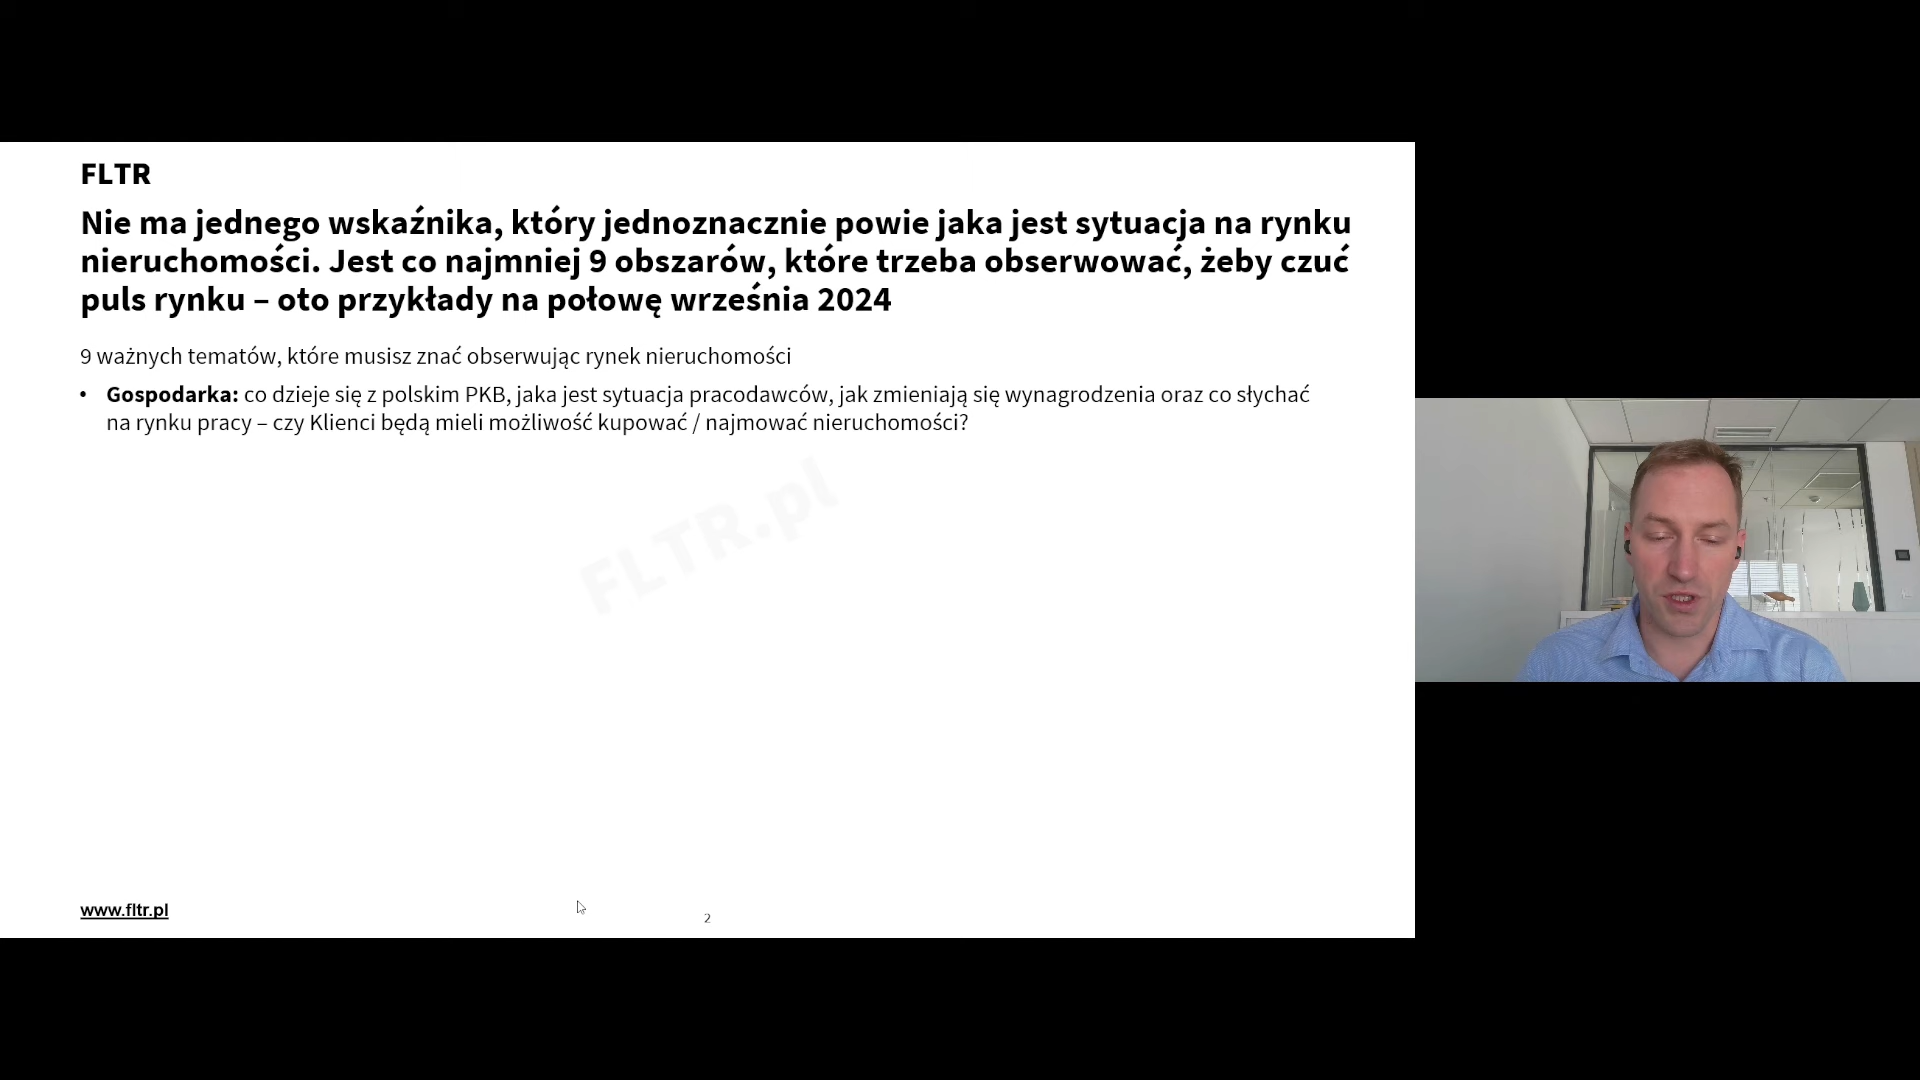 FLTR
Nie ma jednego wskaźnika, który jednoznacznie powie jaka jest sytuacja na rynku
nieruchomości. Jest co najmniej 9 obszarów, które trzeba obserwować, żeby czuć
puls rynku – oto przykłady na połowę września 2024
9 ważnych tematów, które musisz znać obserwując rynek nieruchomości
• Gospodarka: co dzieje się z polskim PKB, jaka jest sytuacja pracodawców, jak zmieniają się wynagrodzenia oraz co słychać
na rynku pracy – czy Klienci będą mieli możliwość kupować / najmować nieruchomości?
FLTR.pl
www.fltr.pl
2